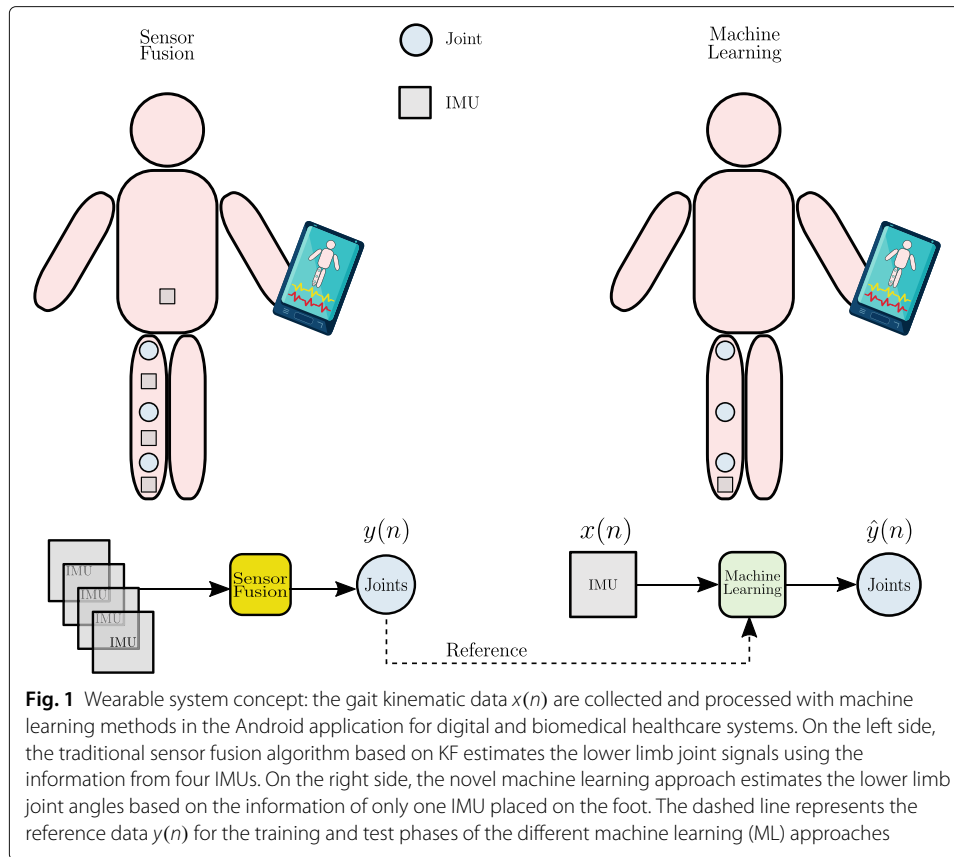 Sensor
Fusion
Joint
IMU
Machine
Learning
y(n)
x(n)
ŷ(n)
IMU
IMU
IMU
IMU
Sensor
Fusion
Joints
IMU
Machine
Learning
Joints
Reference
Fig. 1 Wearable system concept: the gait kinematic data x(n) are collected and processed with machine
learning methods in the Android application for digital and biomedical healthcare systems. On the left side,
the traditional sensor fusion algorithm based on KF estimates the lower limb joint signals using the
information from four IMUs. On the right side, the novel machine learning approach estimates the lower limb
joint angles based on the information of only one IMU placed on the foot. The dashed line represents the
reference data y(n) for the training and test phases of the different machine learning (ML) approaches